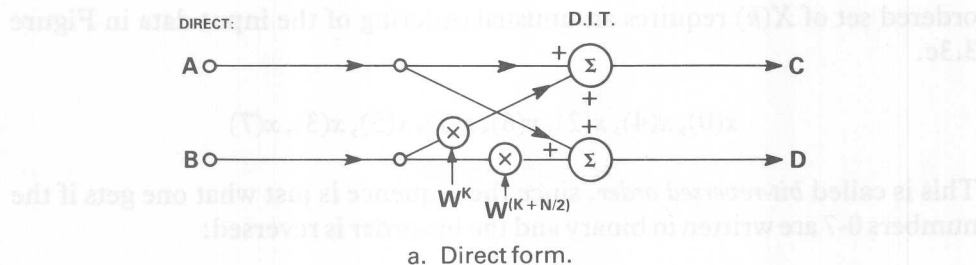 DIRECT. D.I.T.
A + Σ C
+
×
+
B × + Σ D
W^K W^(K + N/2)
a. Direct form.